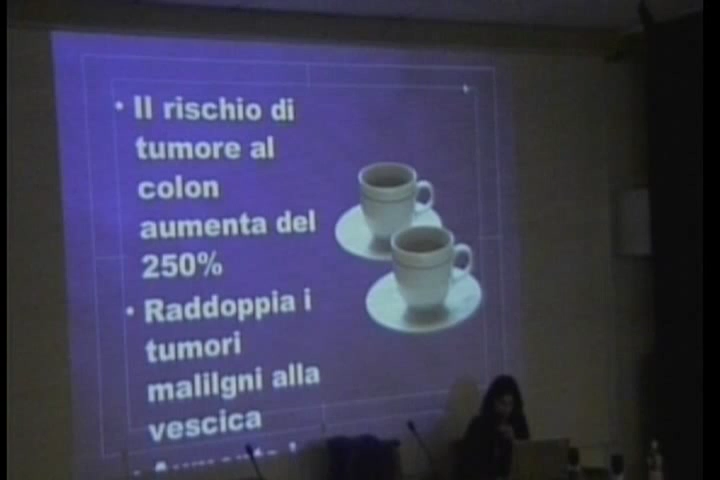 • Il rischio di
tumore al
colon
aumenta del
250%
• Raddoppia i
tumori
malilgni alla
vescica